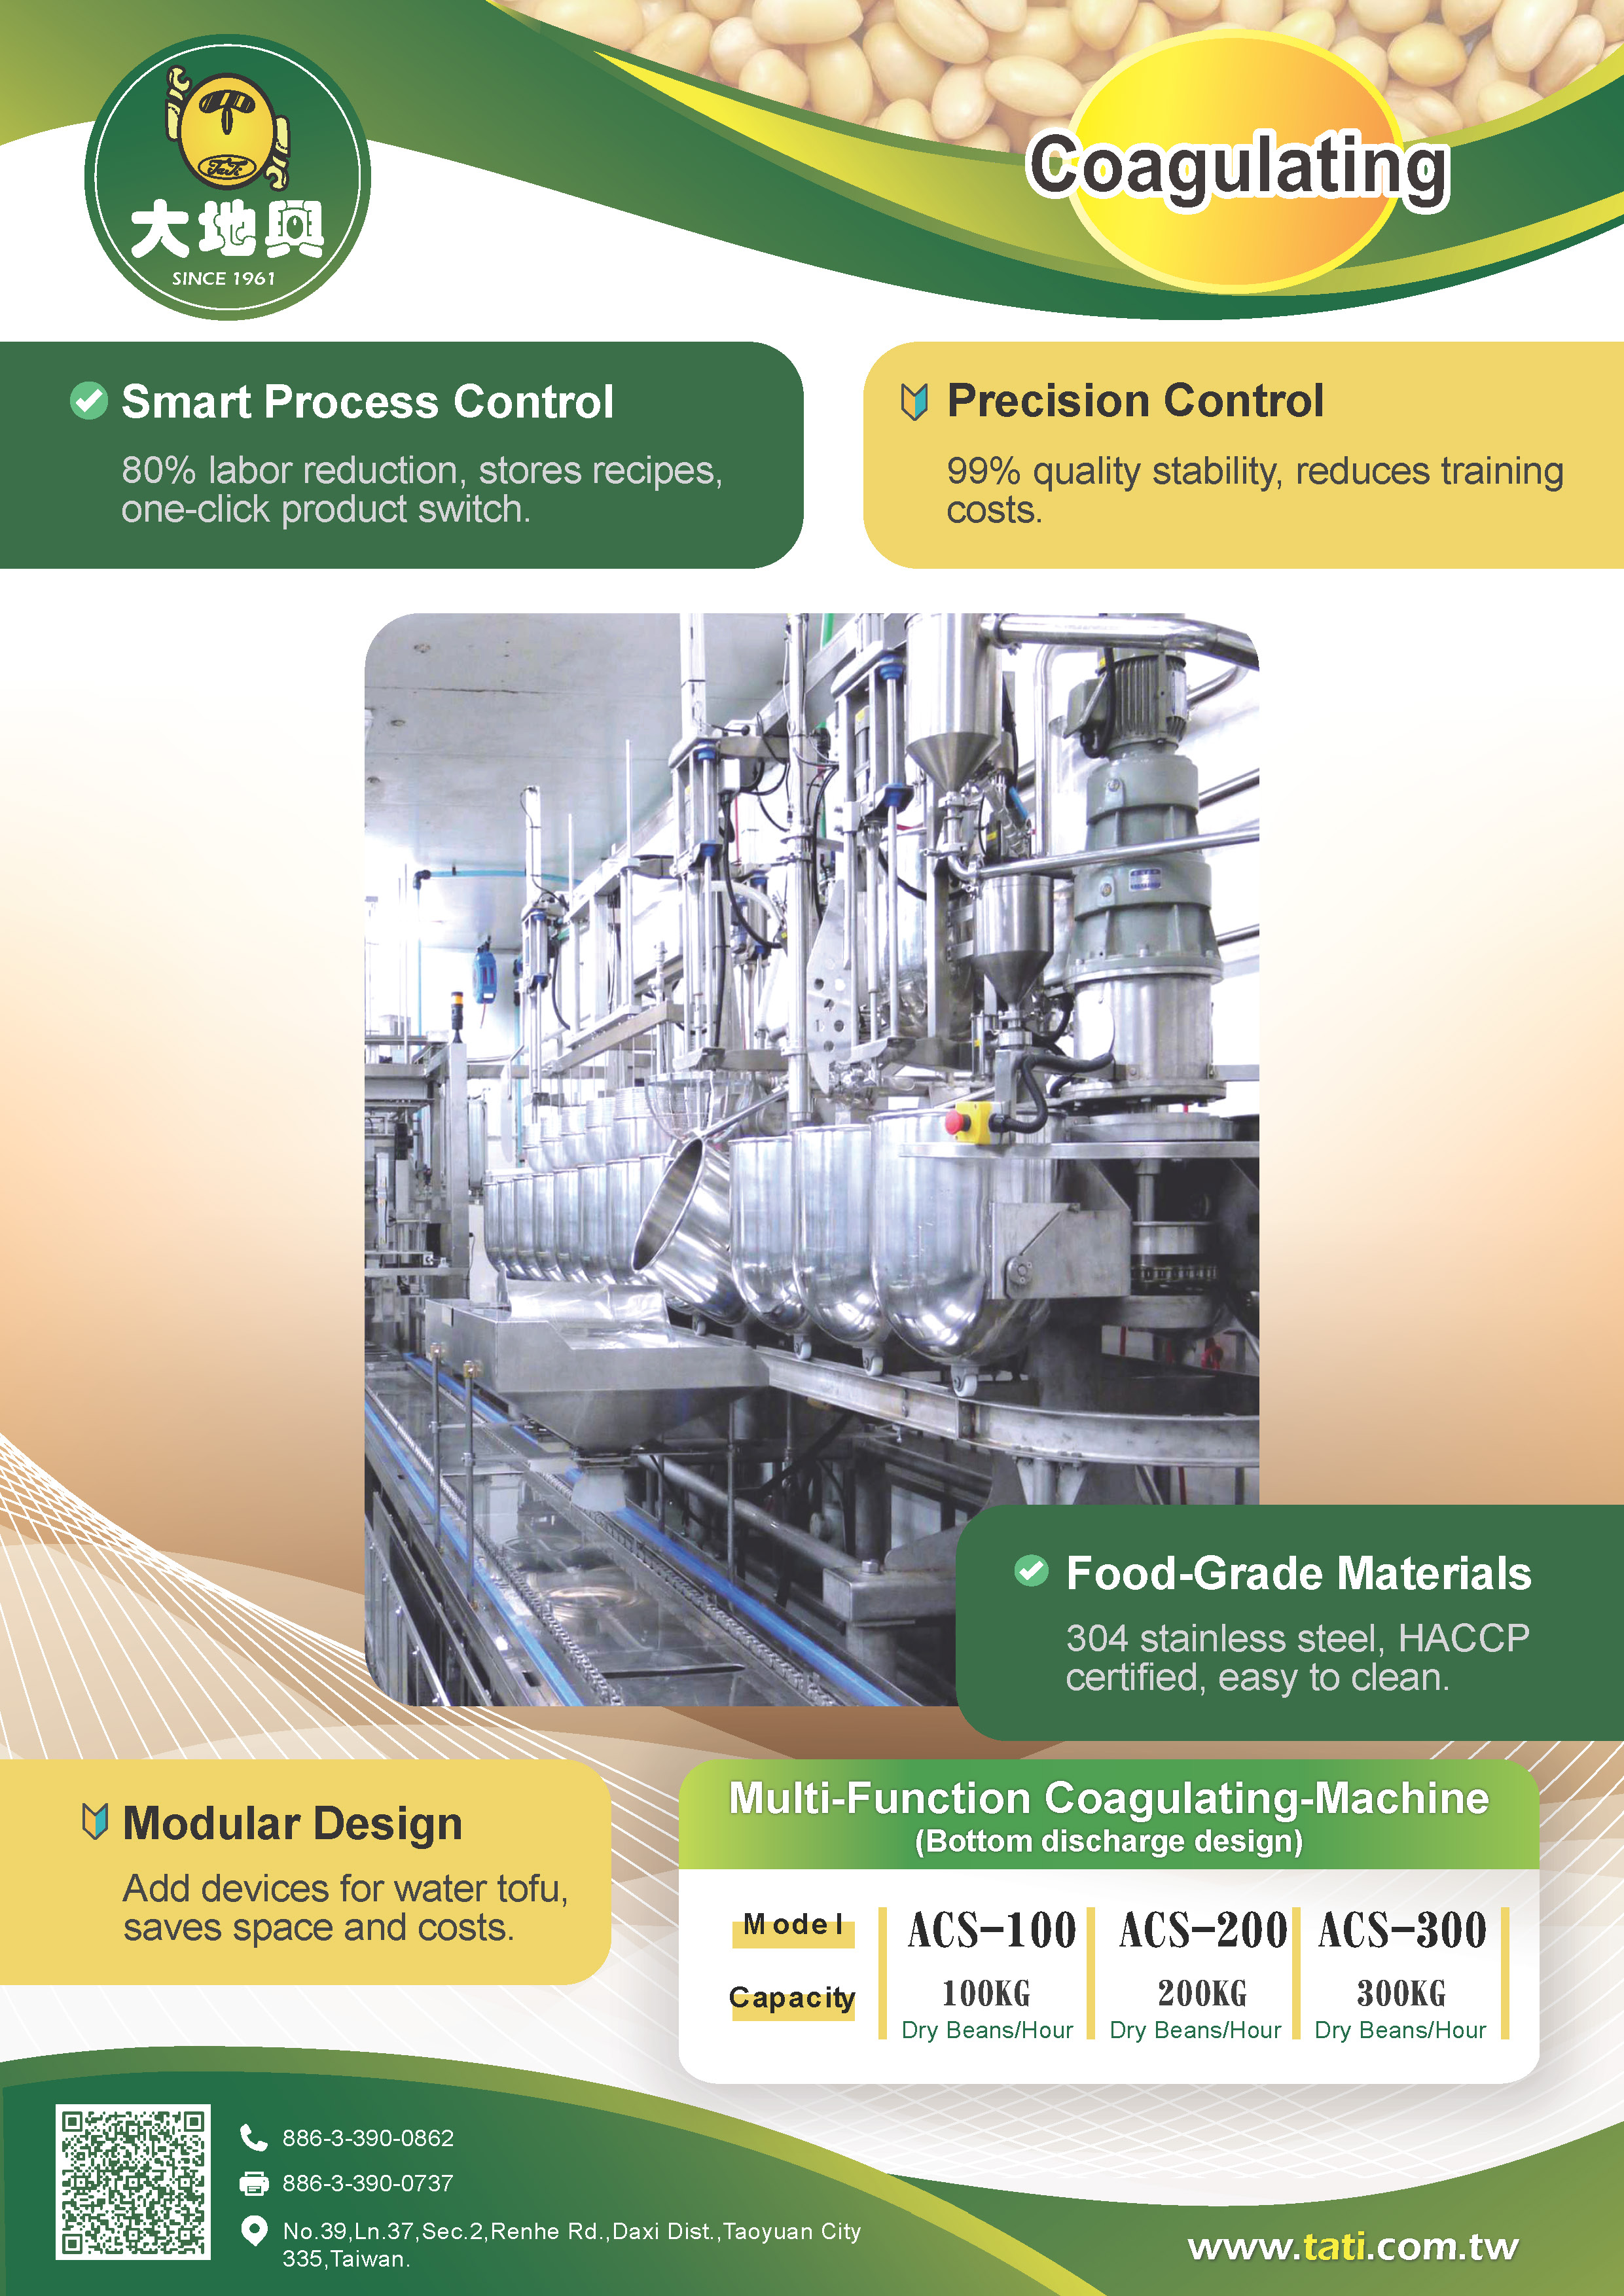 TaTi
大地興
SINCE 1961
Coagulating
Smart Process Control
80% labor reduction, stores recipes,
one-click product switch.
Precision Control
99% quality stability, reduces training
costs.
Food-Grade Materials
304 stainless steel, HACCP
certified, easy to clean.
Modular Design
Add devices for water tofu,
saves space and costs.
Multi-Function Coagulating-Machine
(Bottom discharge design)
Model ACS-100 ACS-200 ACS-300
Capacity 100KG 200KG 300KG
Dry Beans/Hour Dry Beans/Hour Dry Beans/Hour
886-3-390-0862
886-3-390-0737
No.39,Ln.37,Sec.2,Renhe Rd.,Daxi Dist.,Taoyuan City
335,Taiwan.
www.tati.com.tw